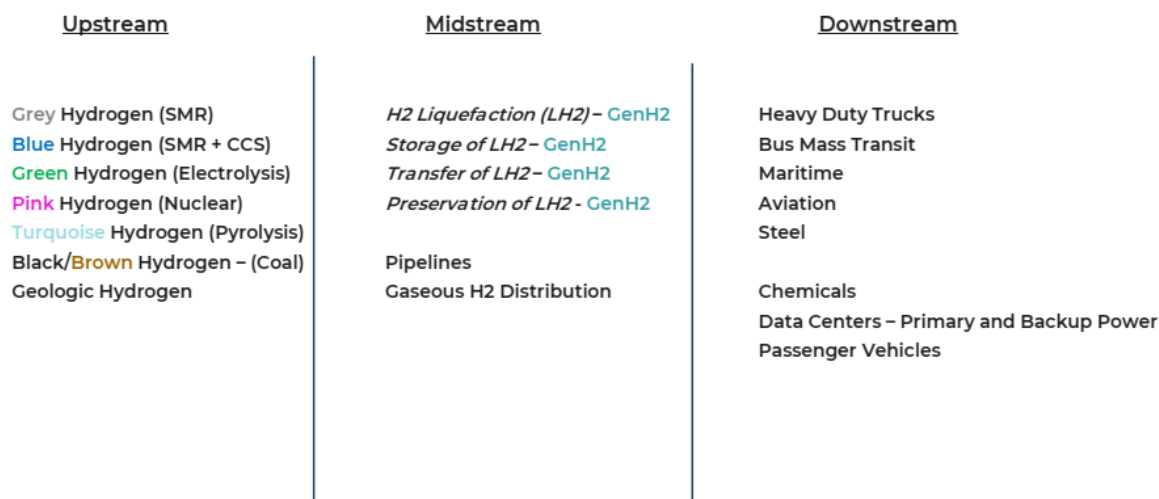 Upstream
Grey Hydrogen (SMR)
Blue Hydrogen (SMR + CCS)
Green Hydrogen (Electrolysis)
Pink Hydrogen (Nuclear)
Turquoise Hydrogen (Pyrolysis)
Black/Brown Hydrogen – (Coal)
Geologic Hydrogen
Midstream
H2 Liquefaction (LH2) – GenH2
Storage of LH2 – GenH2
Transfer of LH2 – GenH2
Preservation of LH2 - GenH2
Pipelines
Gaseous H2 Distribution
Downstream
Heavy Duty Trucks
Bus Mass Transit
Maritime
Aviation
Steel
Chemicals
Data Centers – Primary and Backup Power
Passenger Vehicles